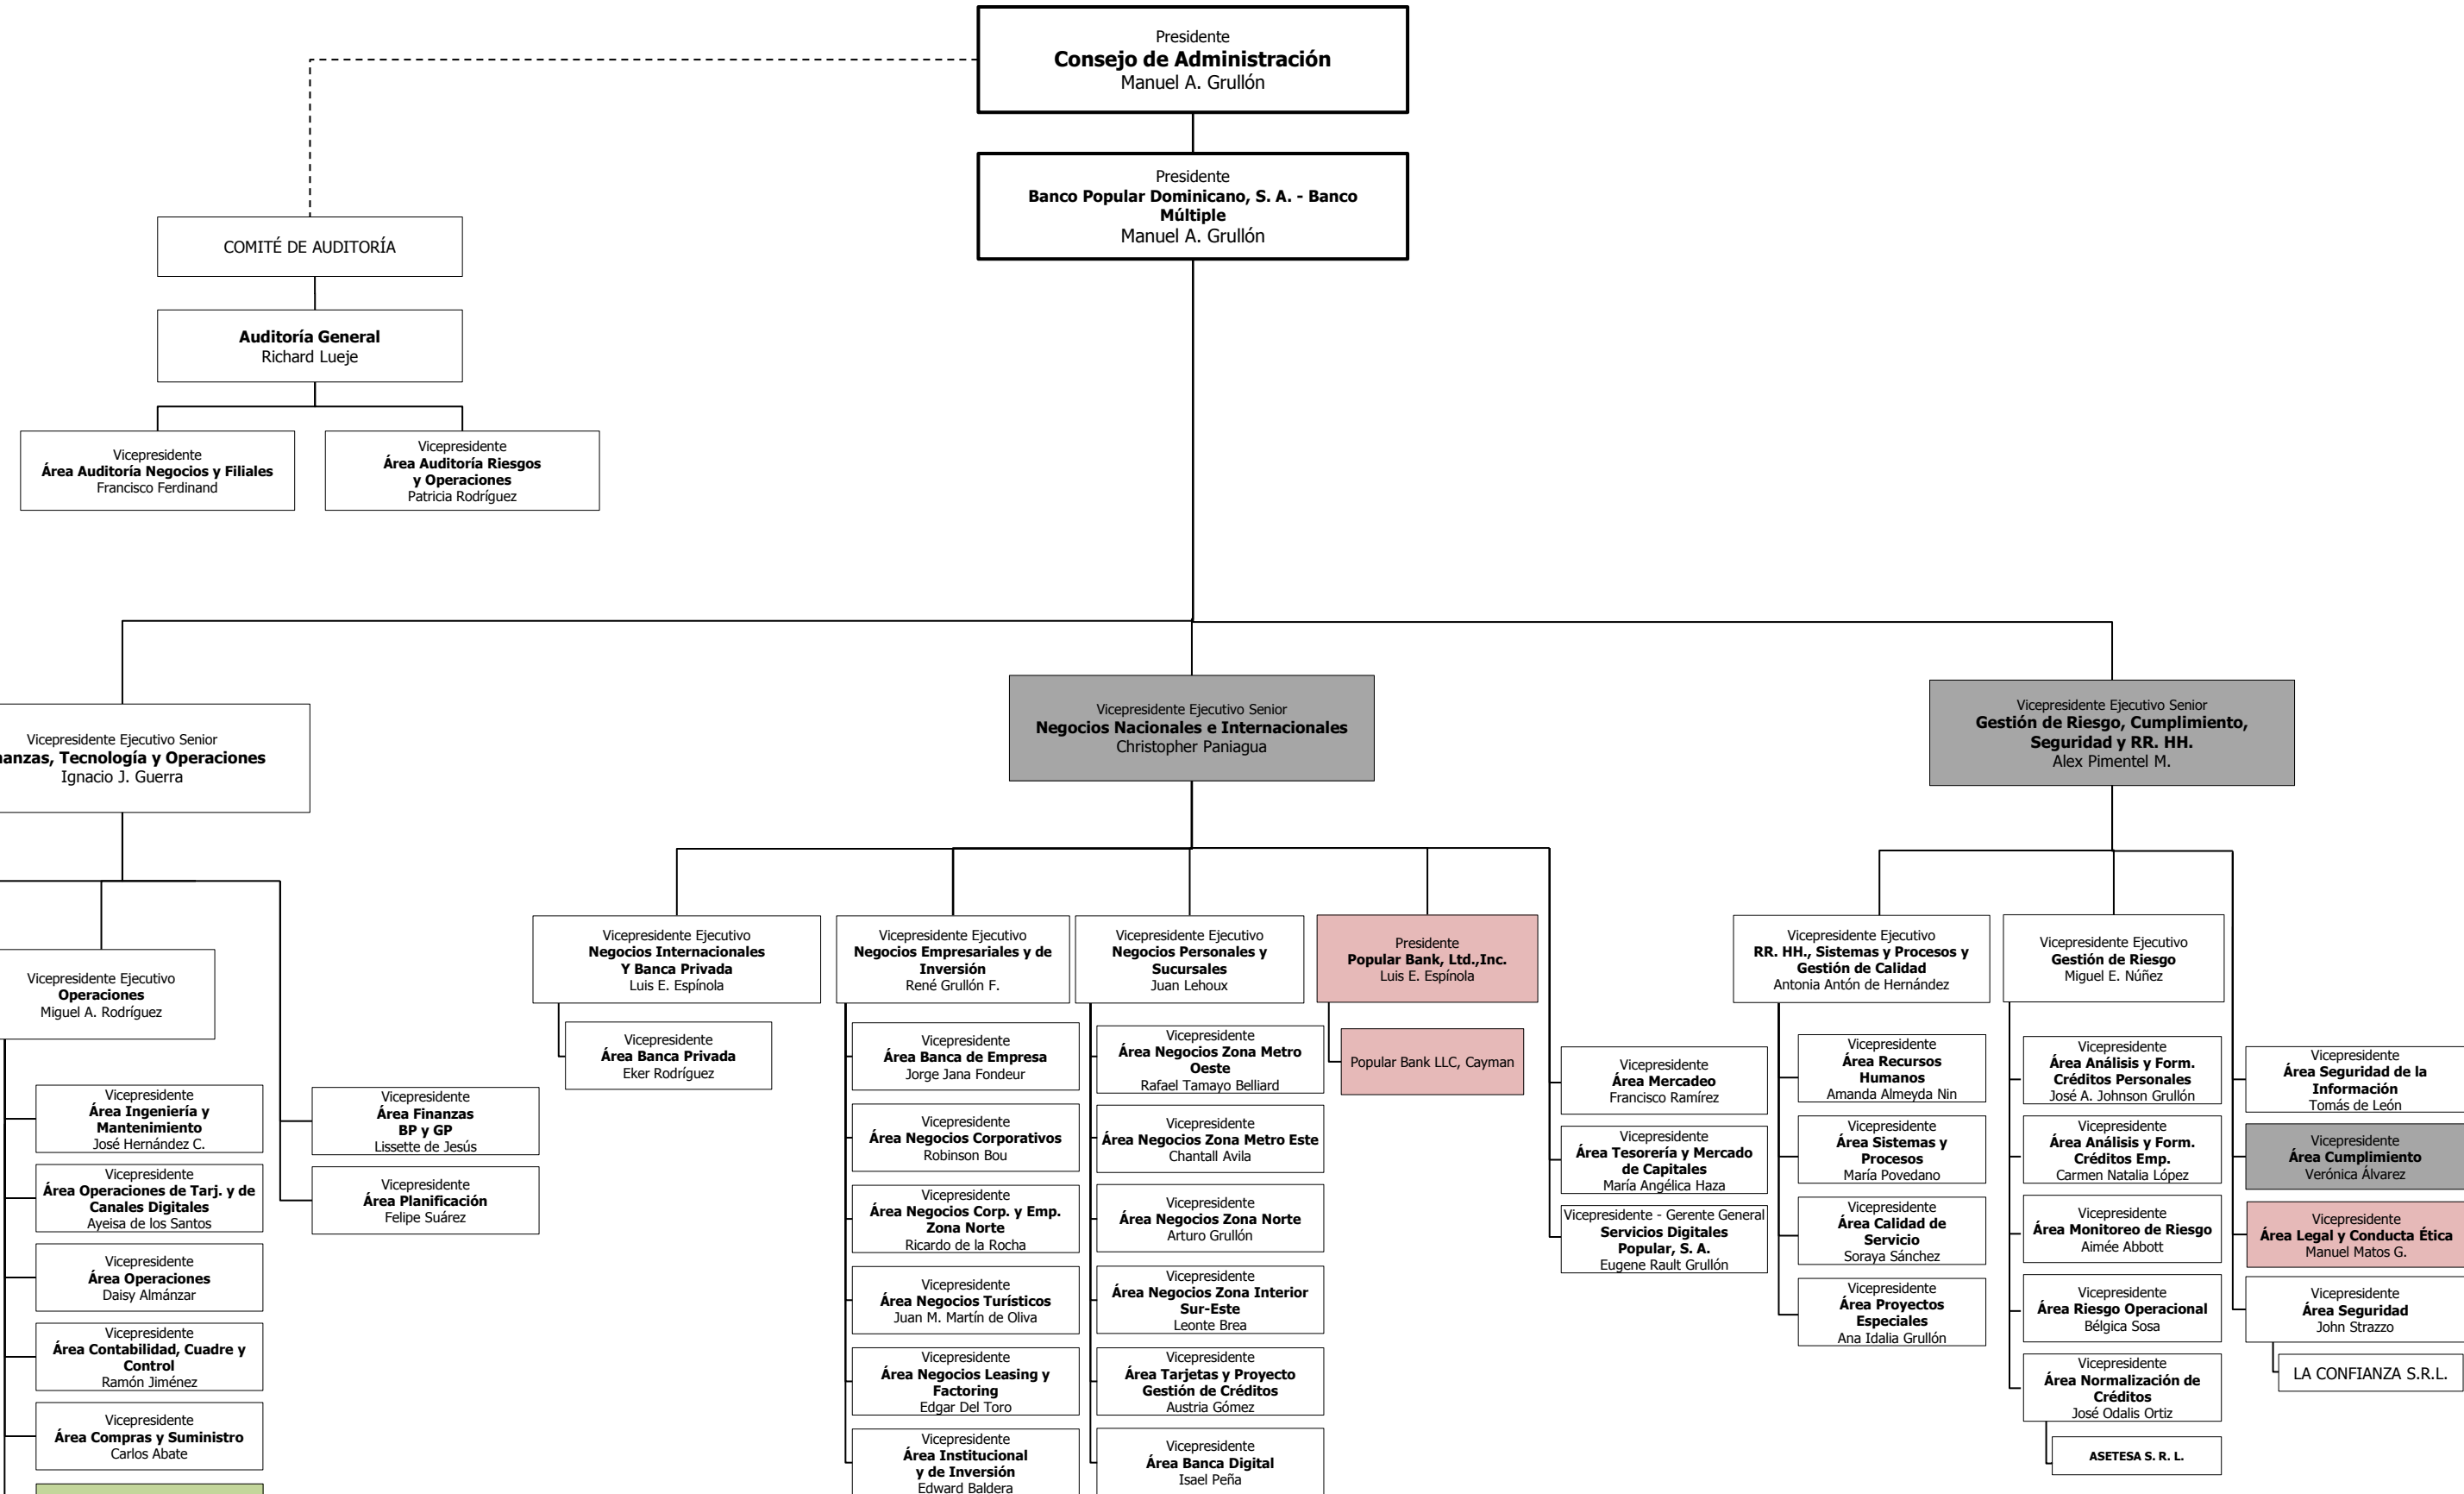 Presidente
Consejo de Administración
Manuel A. Grullón
Presidente
Banco Popular Dominicano, S. A. - Banco
Múltiple
Manuel A. Grullón
COMITÉ DE AUDITORÍA
Auditoría General
Richard Lueje
Vicepresidente
Área Auditoría Negocios y Filiales
Francisco Ferdinand
Vicepresidente
Área Auditoría Riesgos
y Operaciones
Patricia Rodríguez
Vicepresidente Ejecutivo Senior
anzas, Tecnología y Operaciones
Ignacio J. Guerra
Vicepresidente Ejecutivo Senior
Negocios Nacionales e Internacionales
Christopher Paniagua
Vicepresidente Ejecutivo Senior
Gestión de Riesgo, Cumplimiento,
Seguridad y RR. HH.
Alex Pimentel M.
Vicepresidente Ejecutivo
Operaciones
Miguel A. Rodríguez
Vicepresidente
Área Ingeniería y
Mantenimiento
José Hernández C.
Vicepresidente
Área Operaciones de Tarj. y de
Canales Digitales
Ayeisa de los Santos
Vicepresidente
Área Operaciones
Daisy Almánzar
Vicepresidente
Área Contabilidad, Cuadre y
Control
Ramón Jiménez
Vicepresidente
Área Compras y Suministro
Carlos Abate
Vicepresidente
Área Finanzas
BP y GP
Lissette de Jesús
Vicepresidente
Área Planificación
Felipe Suárez
Vicepresidente Ejecutivo
Negocios Internacionales
Y Banca Privada
Luis E. Espínola
Vicepresidente
Área Banca Privada
Eker Rodríguez
Vicepresidente Ejecutivo
Negocios Empresariales y de
Inversión
René Grullón F.
Vicepresidente
Área Banca de Empresa
Jorge Jana Fondeur
Vicepresidente
Área Negocios Corporativos
Robinson Bou
Vicepresidente
Área Negocios Corp. y Emp.
Zona Norte
Ricardo de la Rocha
Vicepresidente
Área Negocios Turísticos
Juan M. Martín de Oliva
Vicepresidente
Área Negocios Leasing y
Factoring
Edgar Del Toro
Vicepresidente
Área Institucional
y de Inversión
Edward Baldera
Vicepresidente Ejecutivo
Negocios Personales y
Sucursales
Juan Lehoux
Vicepresidente
Área Negocios Zona Metro
Oeste
Rafael Tamayo Belliard
Vicepresidente
Área Negocios Zona Metro Este
Chantall Avila
Vicepresidente
Área Negocios Zona Norte
Arturo Grullón
Vicepresidente
Área Negocios Zona Interior
Sur-Este
Leonte Brea
Vicepresidente
Área Tarjetas y Proyecto
Gestión de Créditos
Austria Gómez
Vicepresidente
Área Banca Digital
Isael Peña
Presidente
Popular Bank, Ltd.,Inc.
Luis E. Espínola
Popular Bank LLC, Cayman
Vicepresidente
Área Mercadeo
Francisco Ramírez
Vicepresidente
Área Tesorería y Mercado
de Capitales
María Angélica Haza
Vicepresidente - Gerente General
Servicios Digitales
Popular, S. A.
Eugene Rault Grullón
Vicepresidente Ejecutivo
RR. HH., Sistemas y Procesos y
Gestión de Calidad
Antonia Antón de Hernández
Vicepresidente
Área Recursos
Humanos
Amanda Almeyda Nin
Vicepresidente
Área Sistemas y
Procesos
María Povedano
Vicepresidente
Área Calidad de
Servicio
Soraya Sánchez
Vicepresidente
Área Proyectos
Especiales
Ana Idalia Grullón
Vicepresidente Ejecutivo
Gestión de Riesgo
Miguel E. Núñez
Vicepresidente
Área Análisis y Form.
Créditos Personales
José A. Johnson Grullón
Vicepresidente
Área Análisis y Form.
Créditos Emp.
Carmen Natalia López
Vicepresidente
Área Monitoreo de Riesgo
Aimée Abbott
Vicepresidente
Área Riesgo Operacional
Bélgica Sosa
Vicepresidente
Área Normalización de
Créditos
José Odalis Ortiz
ASETESA S. R. L.
Vicepresidente
Área Seguridad de la
Información
Tomás de León
Vicepresidente
Área Cumplimiento
Verónica Álvarez
Vicepresidente
Área Legal y Conducta Ética
Manuel Matos G.
Vicepresidente
Área Seguridad
John Strazzo
LA CONFIANZA S.R.L.